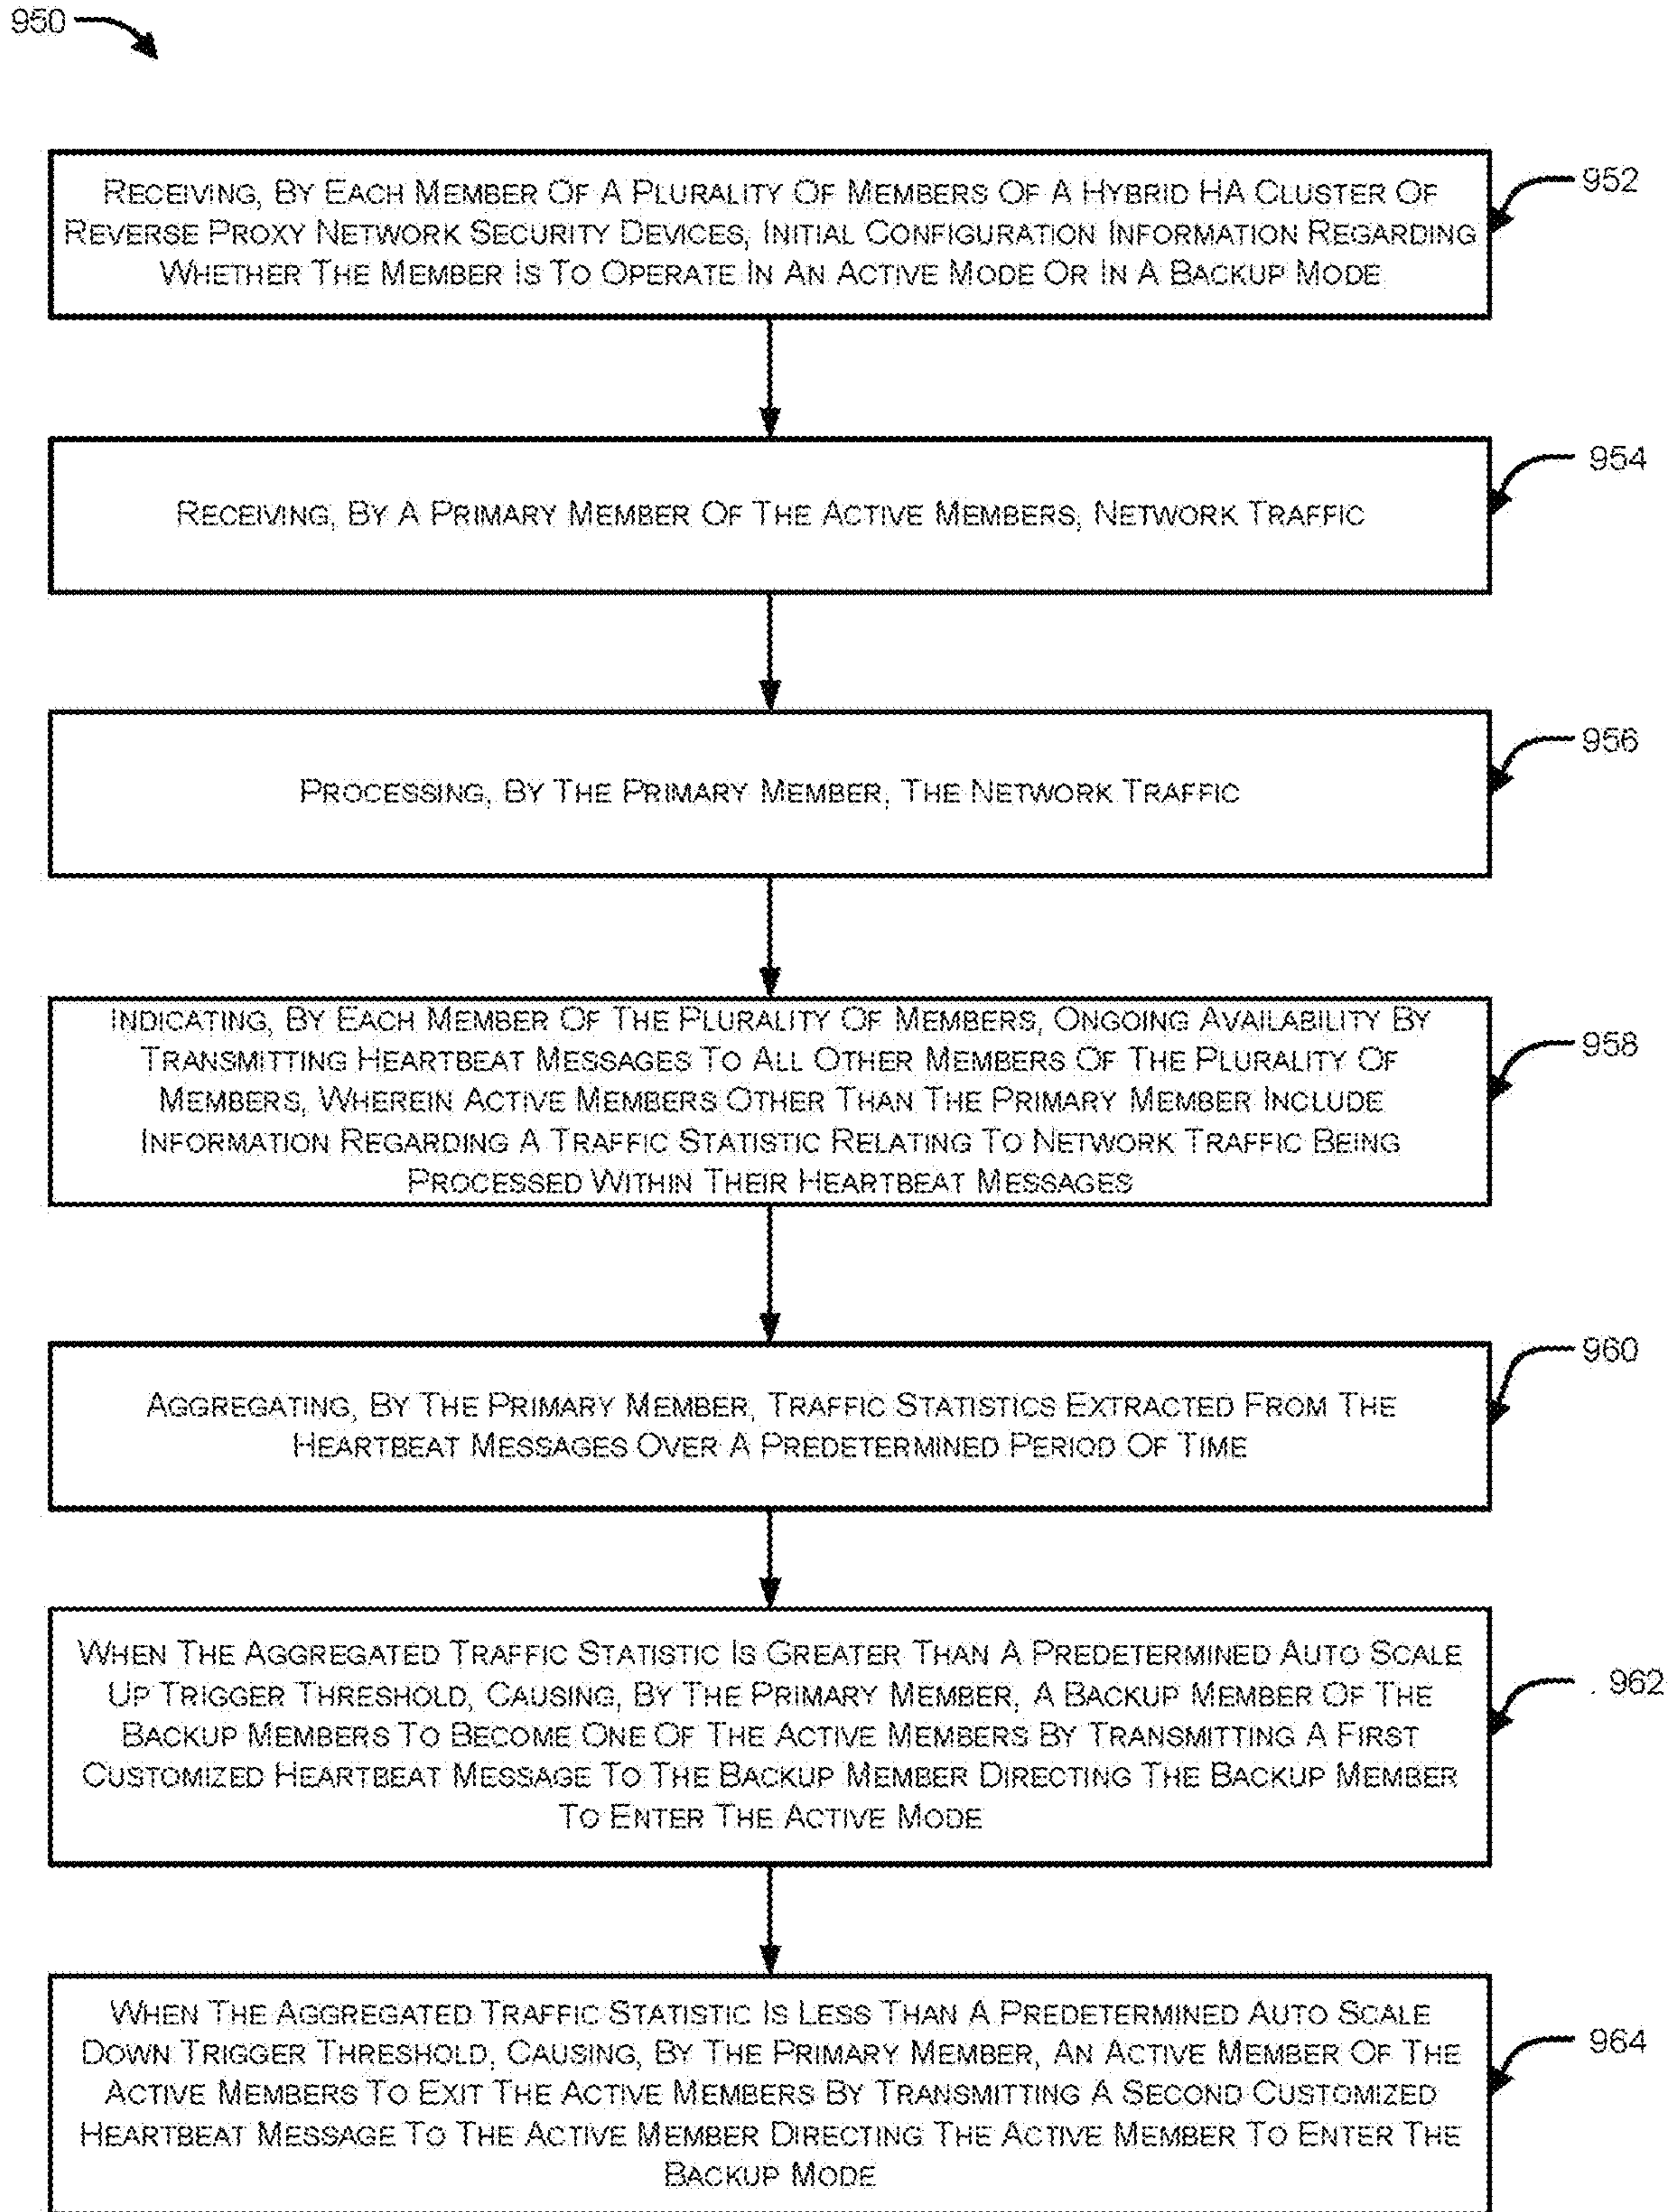 950
RECEIVING, BY EACH MEMBER OF A PLURALITY OF MEMBERS OF A HYBRID HA CLUSTER OF
REVERSE PROXY NETWORK SECURITY DEVICES, INITIAL CONFIGURATION INFORMATION REGARDING
WHETHER THE MEMBER IS TO OPERATE IN AN ACTIVE MODE OR IN A BACKUP MODE
952
RECEIVING, BY A PRIMARY MEMBER OF THE ACTIVE MEMBERS, NETWORK TRAFFIC
954
PROCESSING, BY THE PRIMARY MEMBER, THE NETWORK TRAFFIC
956
INDICATING, BY EACH MEMBER OF THE PLURALITY OF MEMBERS, ONGOING AVAILABILITY BY
TRANSMITTING HEARTBEAT MESSAGES TO ALL OTHER MEMBERS OF THE PLURALITY OF
MEMBERS, WHEREIN ACTIVE MEMBERS OTHER THAN THE PRIMARY MEMBER INCLUDE
INFORMATION REGARDING A TRAFFIC STATISTIC RELATING TO NETWORK TRAFFIC BEING
PROCESSED WITHIN THEIR HEARTBEAT MESSAGES
958
AGGREGATING, BY THE PRIMARY MEMBER, TRAFFIC STATISTICS EXTRACTED FROM THE
HEARTBEAT MESSAGES OVER A PREDETERMINED PERIOD OF TIME
960
WHEN THE AGGREGATED TRAFFIC STATISTIC IS GREATER THAN A PREDETERMINED AUTO SCALE
UP TRIGGER THRESHOLD, CAUSING, BY THE PRIMARY MEMBER, A BACKUP MEMBER OF THE
BACKUP MEMBERS TO BECOME ONE OF THE ACTIVE MEMBERS BY TRANSMITTING A FIRST
CUSTOMIZED HEARTBEAT MESSAGE TO THE BACKUP MEMBER DIRECTING THE BACKUP MEMBER
TO ENTER THE ACTIVE MODE
962
WHEN THE AGGREGATED TRAFFIC STATISTIC IS LESS THAN A PREDETERMINED AUTO SCALE
DOWN TRIGGER THRESHOLD, CAUSING, BY THE PRIMARY MEMBER, AN ACTIVE MEMBER OF THE
ACTIVE MEMBERS TO EXIT THE ACTIVE MEMBERS BY TRANSMITTING A SECOND CUSTOMIZED
HEARTBEAT MESSAGE TO THE ACTIVE MEMBER DIRECTING THE ACTIVE MEMBER TO ENTER THE
BACKUP MODE
964